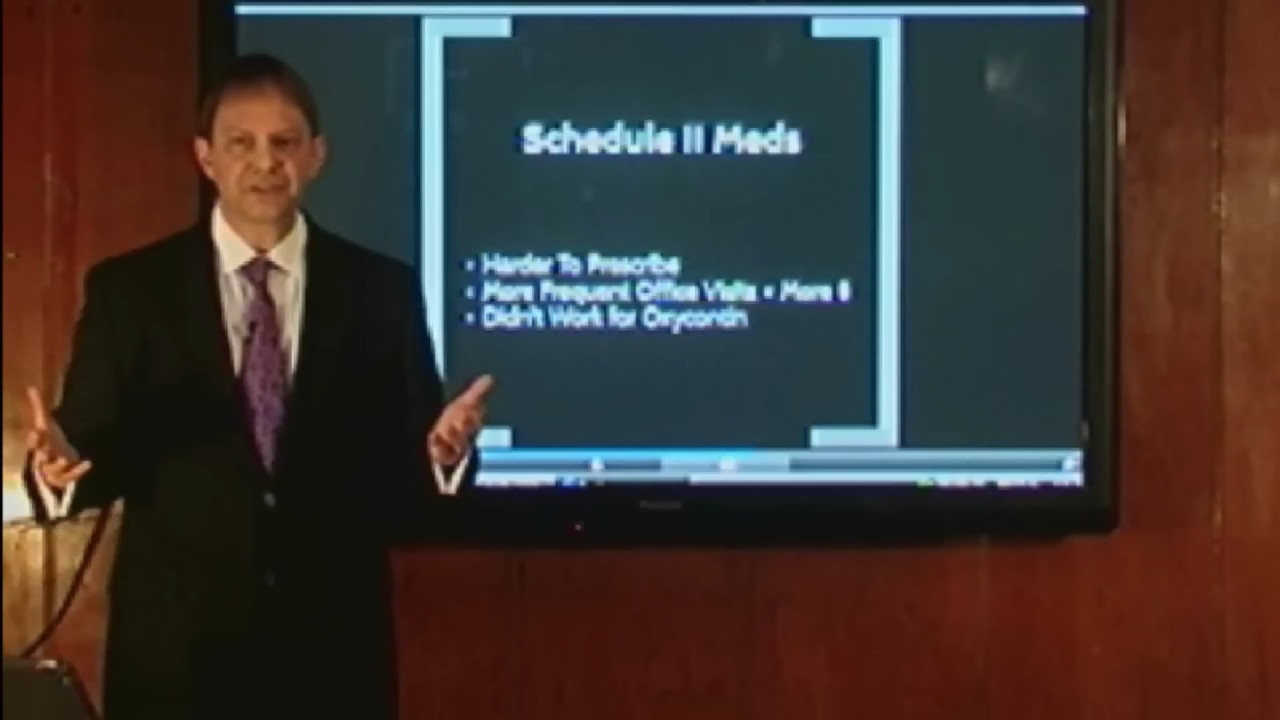 Schedule II Meds
• Harder To Prescribe
• More Frequent Office Visits = More $
• Didn't Work for Oxycontin